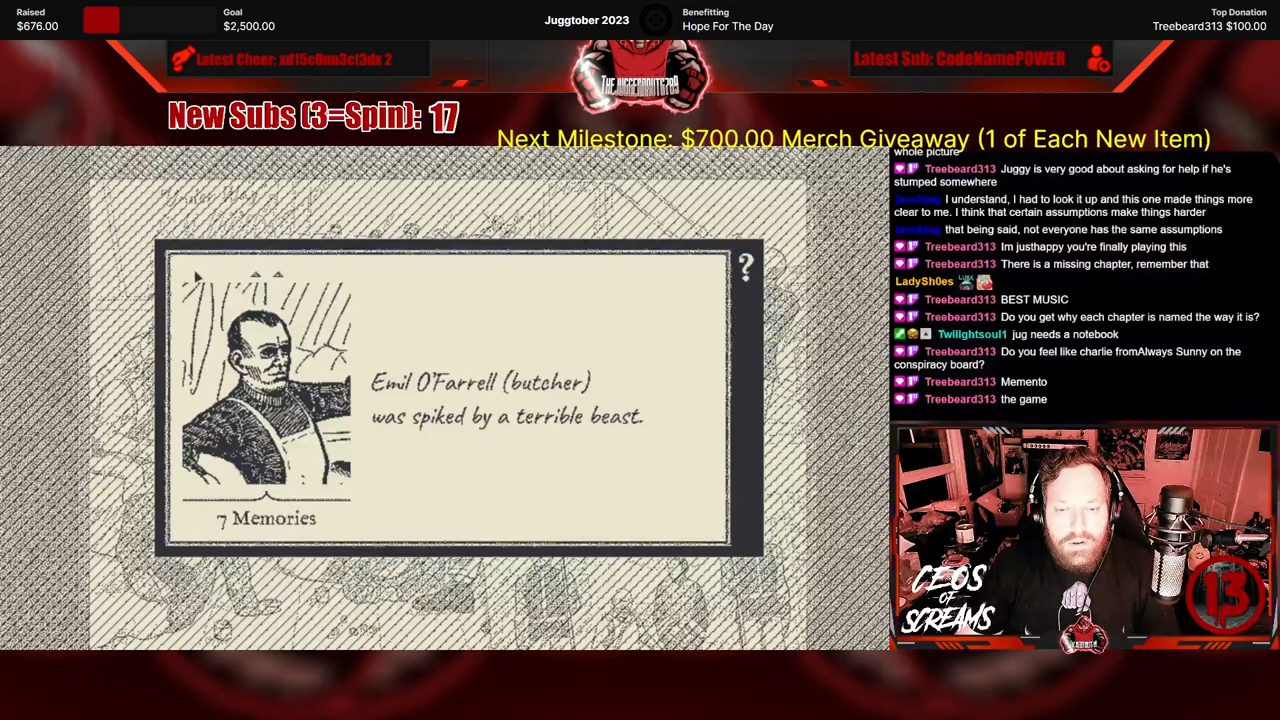 Raised
$676.00
Goal
$2,500.00
Juggtober 2023
Benefitting
Hope For The Day
Top Donation
Treebeard313 $100.00
Latest Cheer: xd15c0nn3ct3dx 2
THEJUGGERNAUT6789
Latest Sub: CodeNamePOWER
New Subs (3=Spin): 17
Next Milestone: $700.00 Merch Giveaway (1 of Each New Item)
whole picture
Treebeard313 Juggy is very good about asking for help if he's
stumped somewhere
I understand, I had to look it up and this one made things more
clear to me. I think that certain assumptions make things harder
that being said, not everyone has the same assumptions
Treebeard313 Im justhappy you're finally playing this
Treebeard313 There is a missing chapter, remember that
LadySh0es
Treebeard313 BEST MUSIC
Treebeard313 Do you get why each chapter is named the way it is?
Twilightsoul1 jug needs a notebook
Treebeard313 Do you feel like charlie fromAlways Sunny on the
conspiracy board?
Treebeard313 Memento
Treebeard313 the game
?
Emil O'Farrell (butcher)
was spiked by a terrible beast.
7 Memories
CEOS
OF
SCREAMS
13